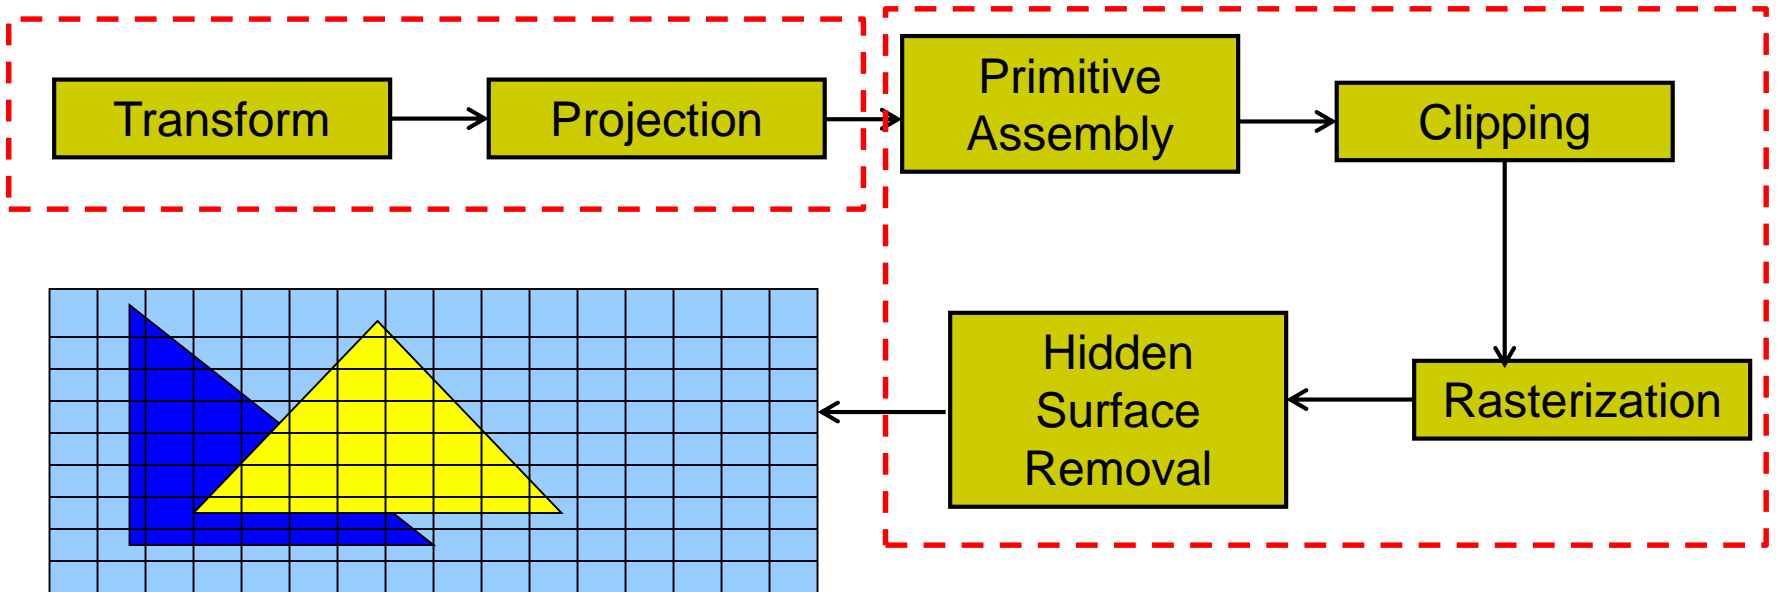 Transform
Projection
Primitive
Assembly
Clipping
Rasterization
Hidden
Surface
Removal